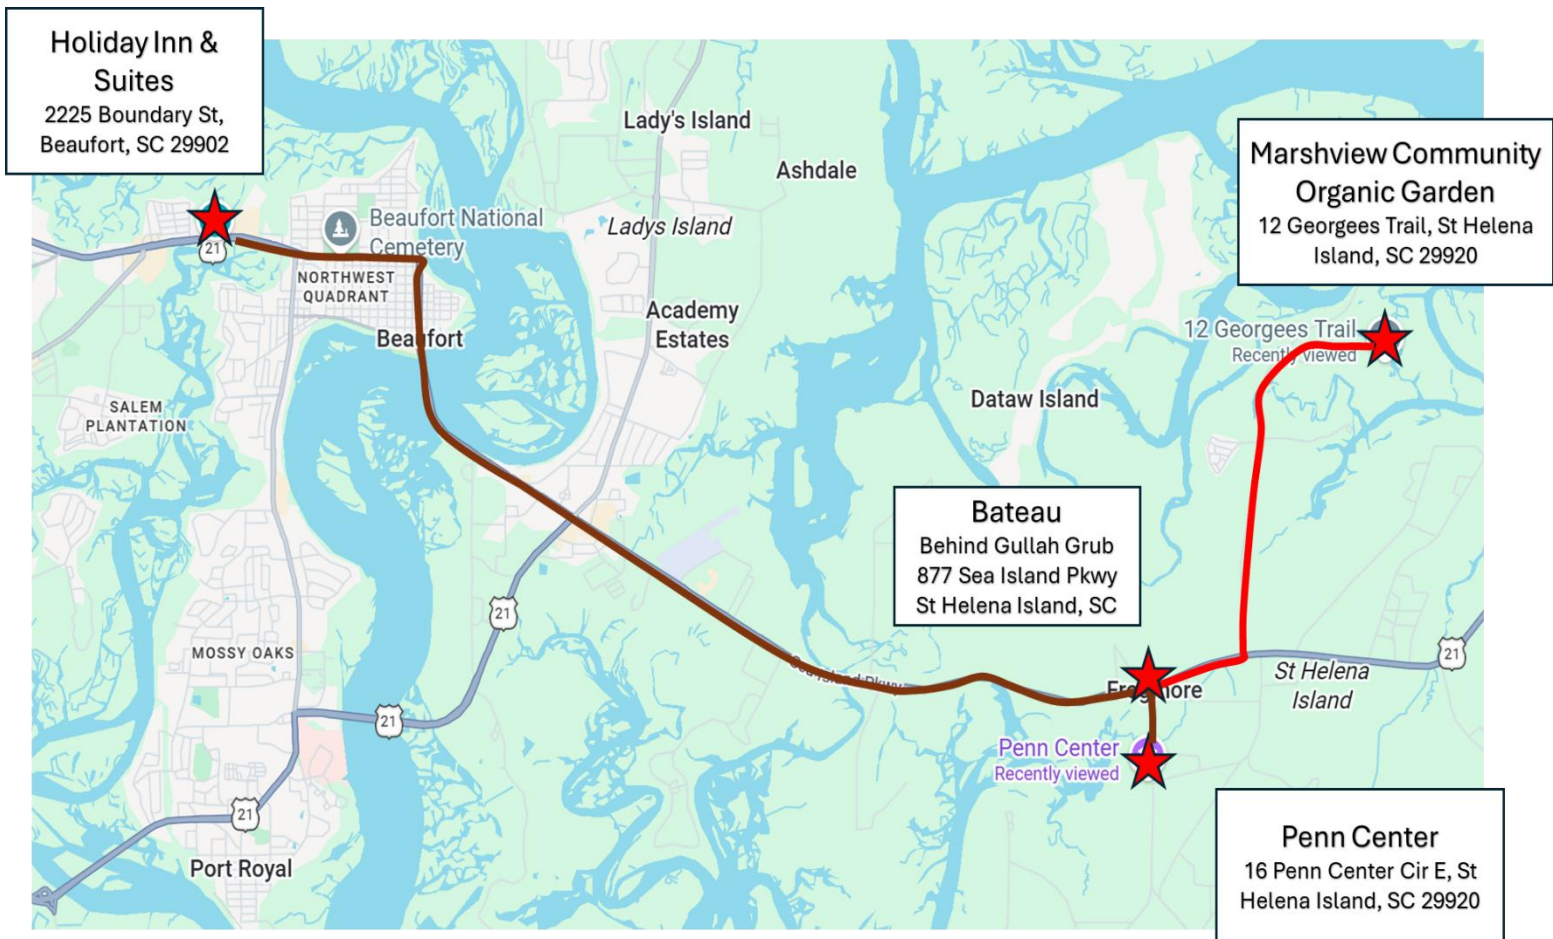 Holiday Inn &
Suites
2225 Boundary St,
Beaufort, SC 29902
Lady's Island
Ashdale
Marshview Community
Organic Garden
12 Georgees Trail, St Helena
Island, SC 29920
Beaufort National
Cemetery
Ladys Island
21
NORTHWEST
QUADRANT
Beaufort
Academy
Estates
12 Georgees Trail
Recently viewed
SALEM
PLANTATION
Dataw Island
Bateau
Behind Gullah Grub
877 Sea Island Pkwy
St Helena Island, SC
21
MOSSY OAKS
21
Sea Island Pkwy
Frogmore
St Helena
Island
21
Penn Center
Recently viewed
21
Port Royal
Penn Center
16 Penn Center Cir E, St
Helena Island, SC 29920